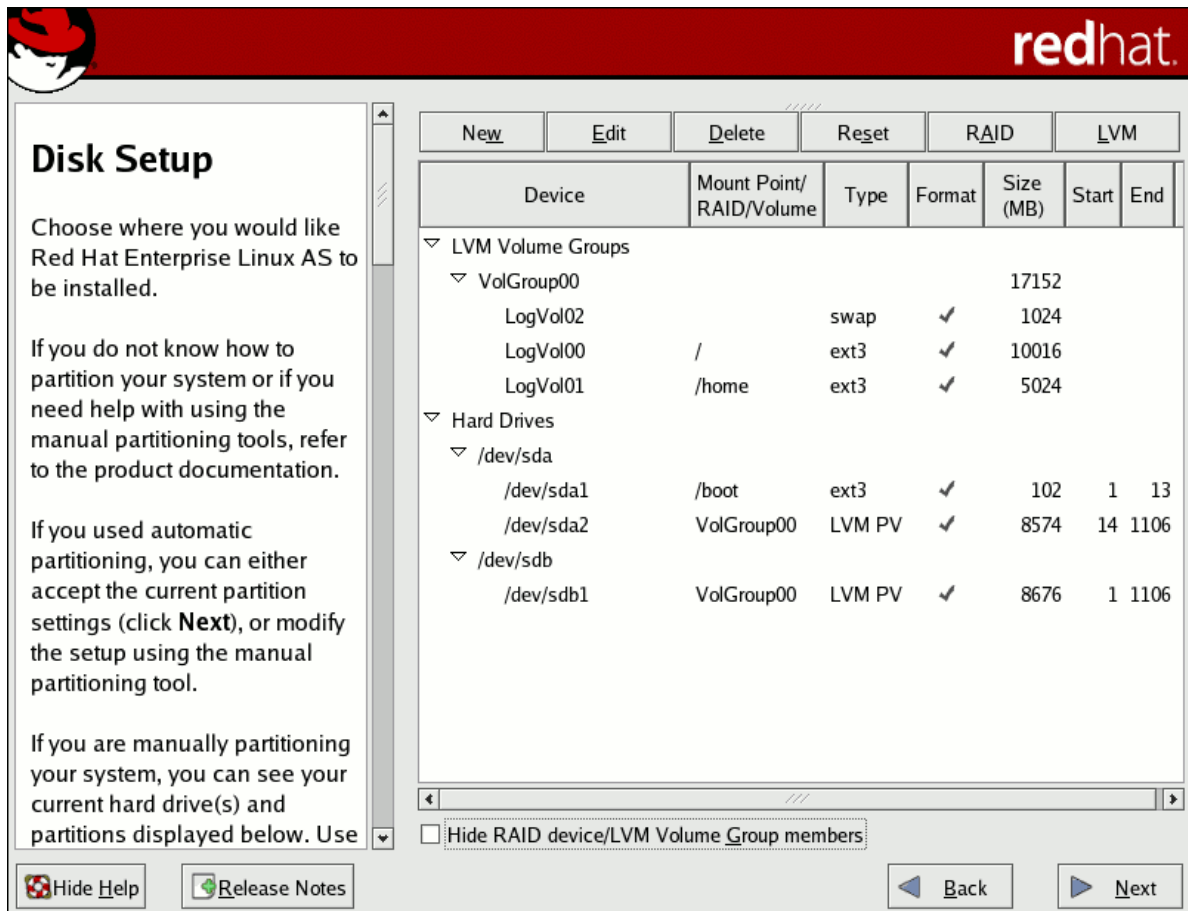 redhat.
Disk Setup
Choose where you would like
Red Hat Enterprise Linux AS to
be installed.
If you do not know how to
partition your system or if you
need help with using the
manual partitioning tools, refer
to the product documentation.
If you used automatic
partitioning, you can either
accept the current partition
settings (click Next), or modify
the setup using the manual
partitioning tool.
If you are manually partitioning
your system, you can see your
current hard drive(s) and
partitions displayed below. Use
New Edit Delete Reset RAID LVM
Device Mount Point/ RAID/Volume Type Format Size (MB) Start End
LVM Volume Groups
VolGroup00 17152
LogVol02 swap 1024
LogVol00 / ext3 10016
LogVol01 /home ext3 5024
Hard Drives
/dev/sda
/dev/sda1 /boot ext3 102 1 13
/dev/sda2 VolGroup00 LVM PV 8574 14 1106
/dev/sdb
/dev/sdb1 VolGroup00 LVM PV 8676 1 1106
Hide RAID device/LVM Volume Group members
Hide Help Release Notes Back Next